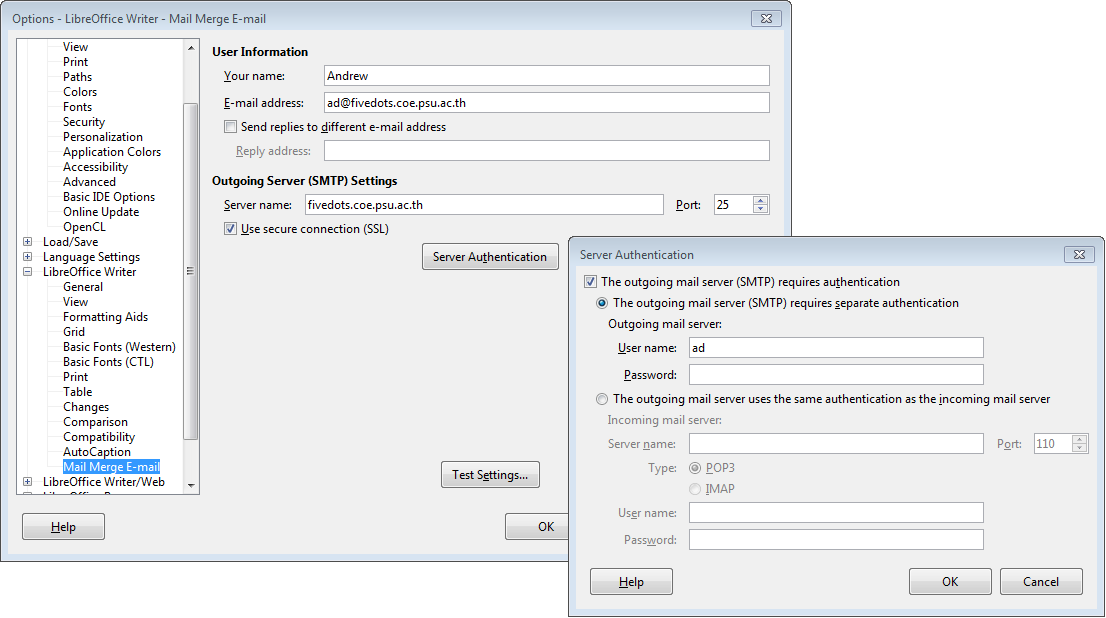 Options - LibreOffice Writer - Mail Merge E-mail
View
Print
Paths
Colors
Fonts
Security
Personalization
Application Colors
Accessibility
Advanced
Basic IDE Options
Online Update
OpenCL
Load/Save
Language Settings
LibreOffice Writer
General
View
Formatting Aids
Grid
Basic Fonts (Western)
Basic Fonts (CTL)
Print
Table
Changes
Comparison
Compatibility
AutoCaption
Mail Merge E-mail
LibreOffice Writer/Web
User Information
Your name: Andrew
E-mail address: ad@fivedots.coe.psu.ac.th
Send replies to different e-mail address
Reply address:
Outgoing Server (SMTP) Settings
Server name: fivedots.coe.psu.ac.th Port: 25
Use secure connection (SSL)
Server Authentication
Test Settings...
Help
OK
Server Authentication
The outgoing mail server (SMTP) requires authentication
The outgoing mail server (SMTP) requires separate authentication
Outgoing mail server:
User name: ad
Password:
The outgoing mail server uses the same authentication as the incoming mail server
Incoming mail server:
Server name: Port: 110
Type: POP3
IMAP
User name:
Password:
Help
OK
Cancel